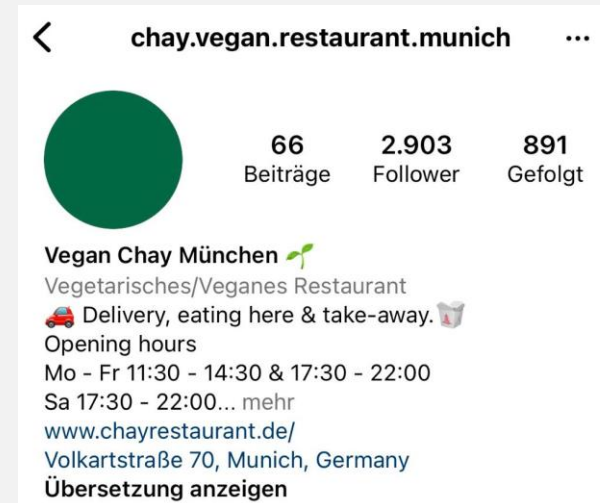 chay.vegan.restaurant.munich
66 2.903 891
Beiträge Follower Gefolgt
Vegan Chay München
Vegetarisches/Veganes Restaurant
Delivery, eating here & take-away.
Opening hours
Mo - Fr 11:30 - 14:30 & 17:30 - 22:00
Sa 17:30 - 22:00... mehr
www.chayrestaurant.de/
Volkartstraße 70, Munich, Germany
Übersetzung anzeigen